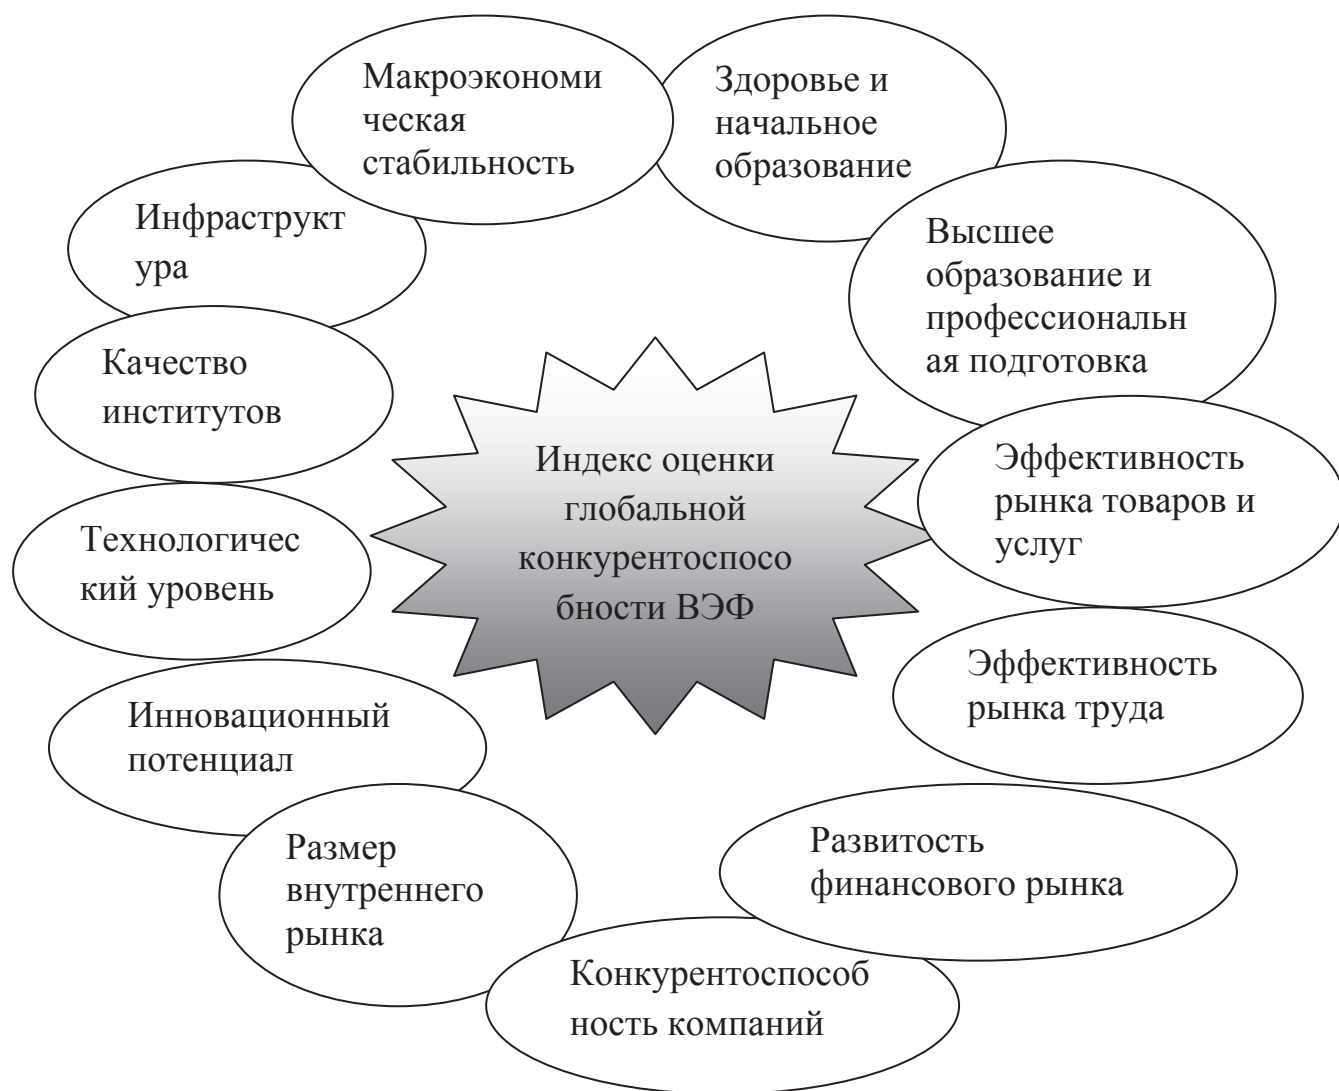 Макроэкономи
ческая
стабильность
Здоровье и
начальное
образование
Инфраструкт
ура
Высшее
образование и
профессиональн
ая подготовка
Качество
институтов
Индекс оценки
глобальной
конкурентоспосо
бности ВЭФ
Эффективность
рынка товаров и
услуг
Технологичес
кий уровень
Эффективность
рынка труда
Инновационный
потенциал
Размер
внутреннего
рынка
Развитость
финансового рынка
Конкурентоспособ
ность компаний